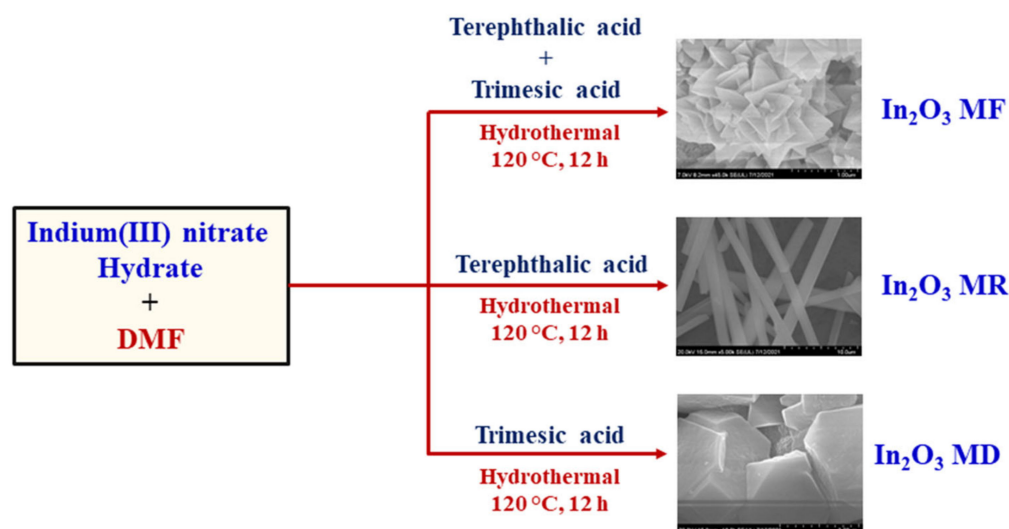 Terephthalic acid
+
Trimesic acid
Hydrothermal
120 °C, 12 h
In₂O₃ MF
Indium(III) nitrate
Hydrate
+
DMF
Terephthalic acid
Hydrothermal
120 °C, 12 h
In₂O₃ MR
Trimesic acid
Hydrothermal
120 °C, 12 h
In₂O₃ MD